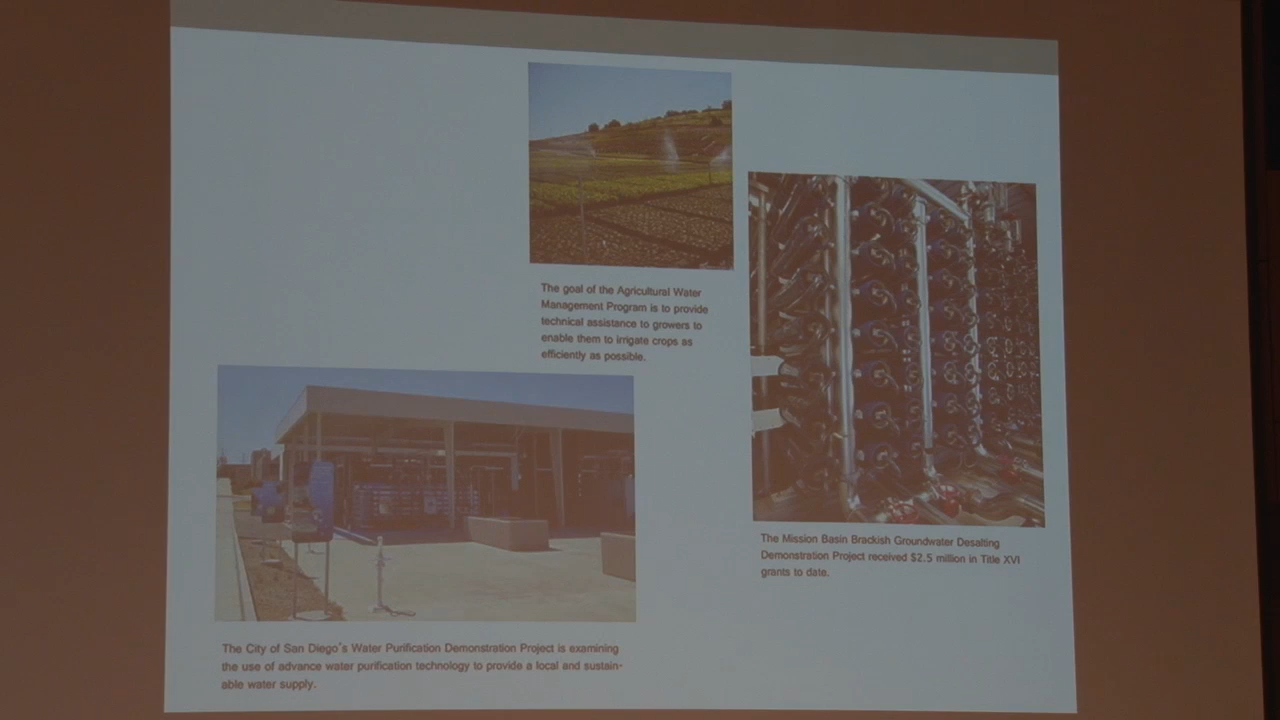 The goal of the Agricultural Water
Management Program is to provide
technical assistance to growers to
enable them to irrigate crops as
efficiently as possible.
The Mission Basin Brackish Groundwater Desalting
Demonstration Project received $2.5 million in Title XVI
grants to date.
The City of San Diego's Water Purification Demonstration Project is examining
the use of advance water purification technology to provide a local and sustain-
able water supply.